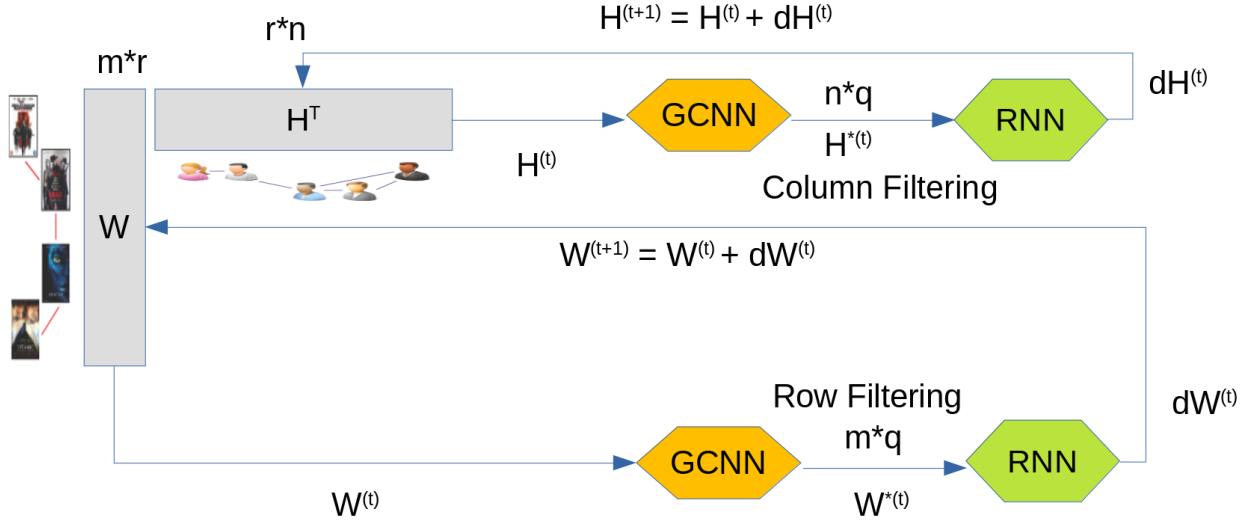 H(t+1) = H(t) + dH(t)
r*n
m*r
dH(t)
HT
GCNN
n*q
RNN
H(t)
H*(t)
Column Filtering
W
W(t+1) = W(t) + dW(t)
Row Filtering
dW(t)
m*q
GCNN
RNN
W(t)
W*(t)